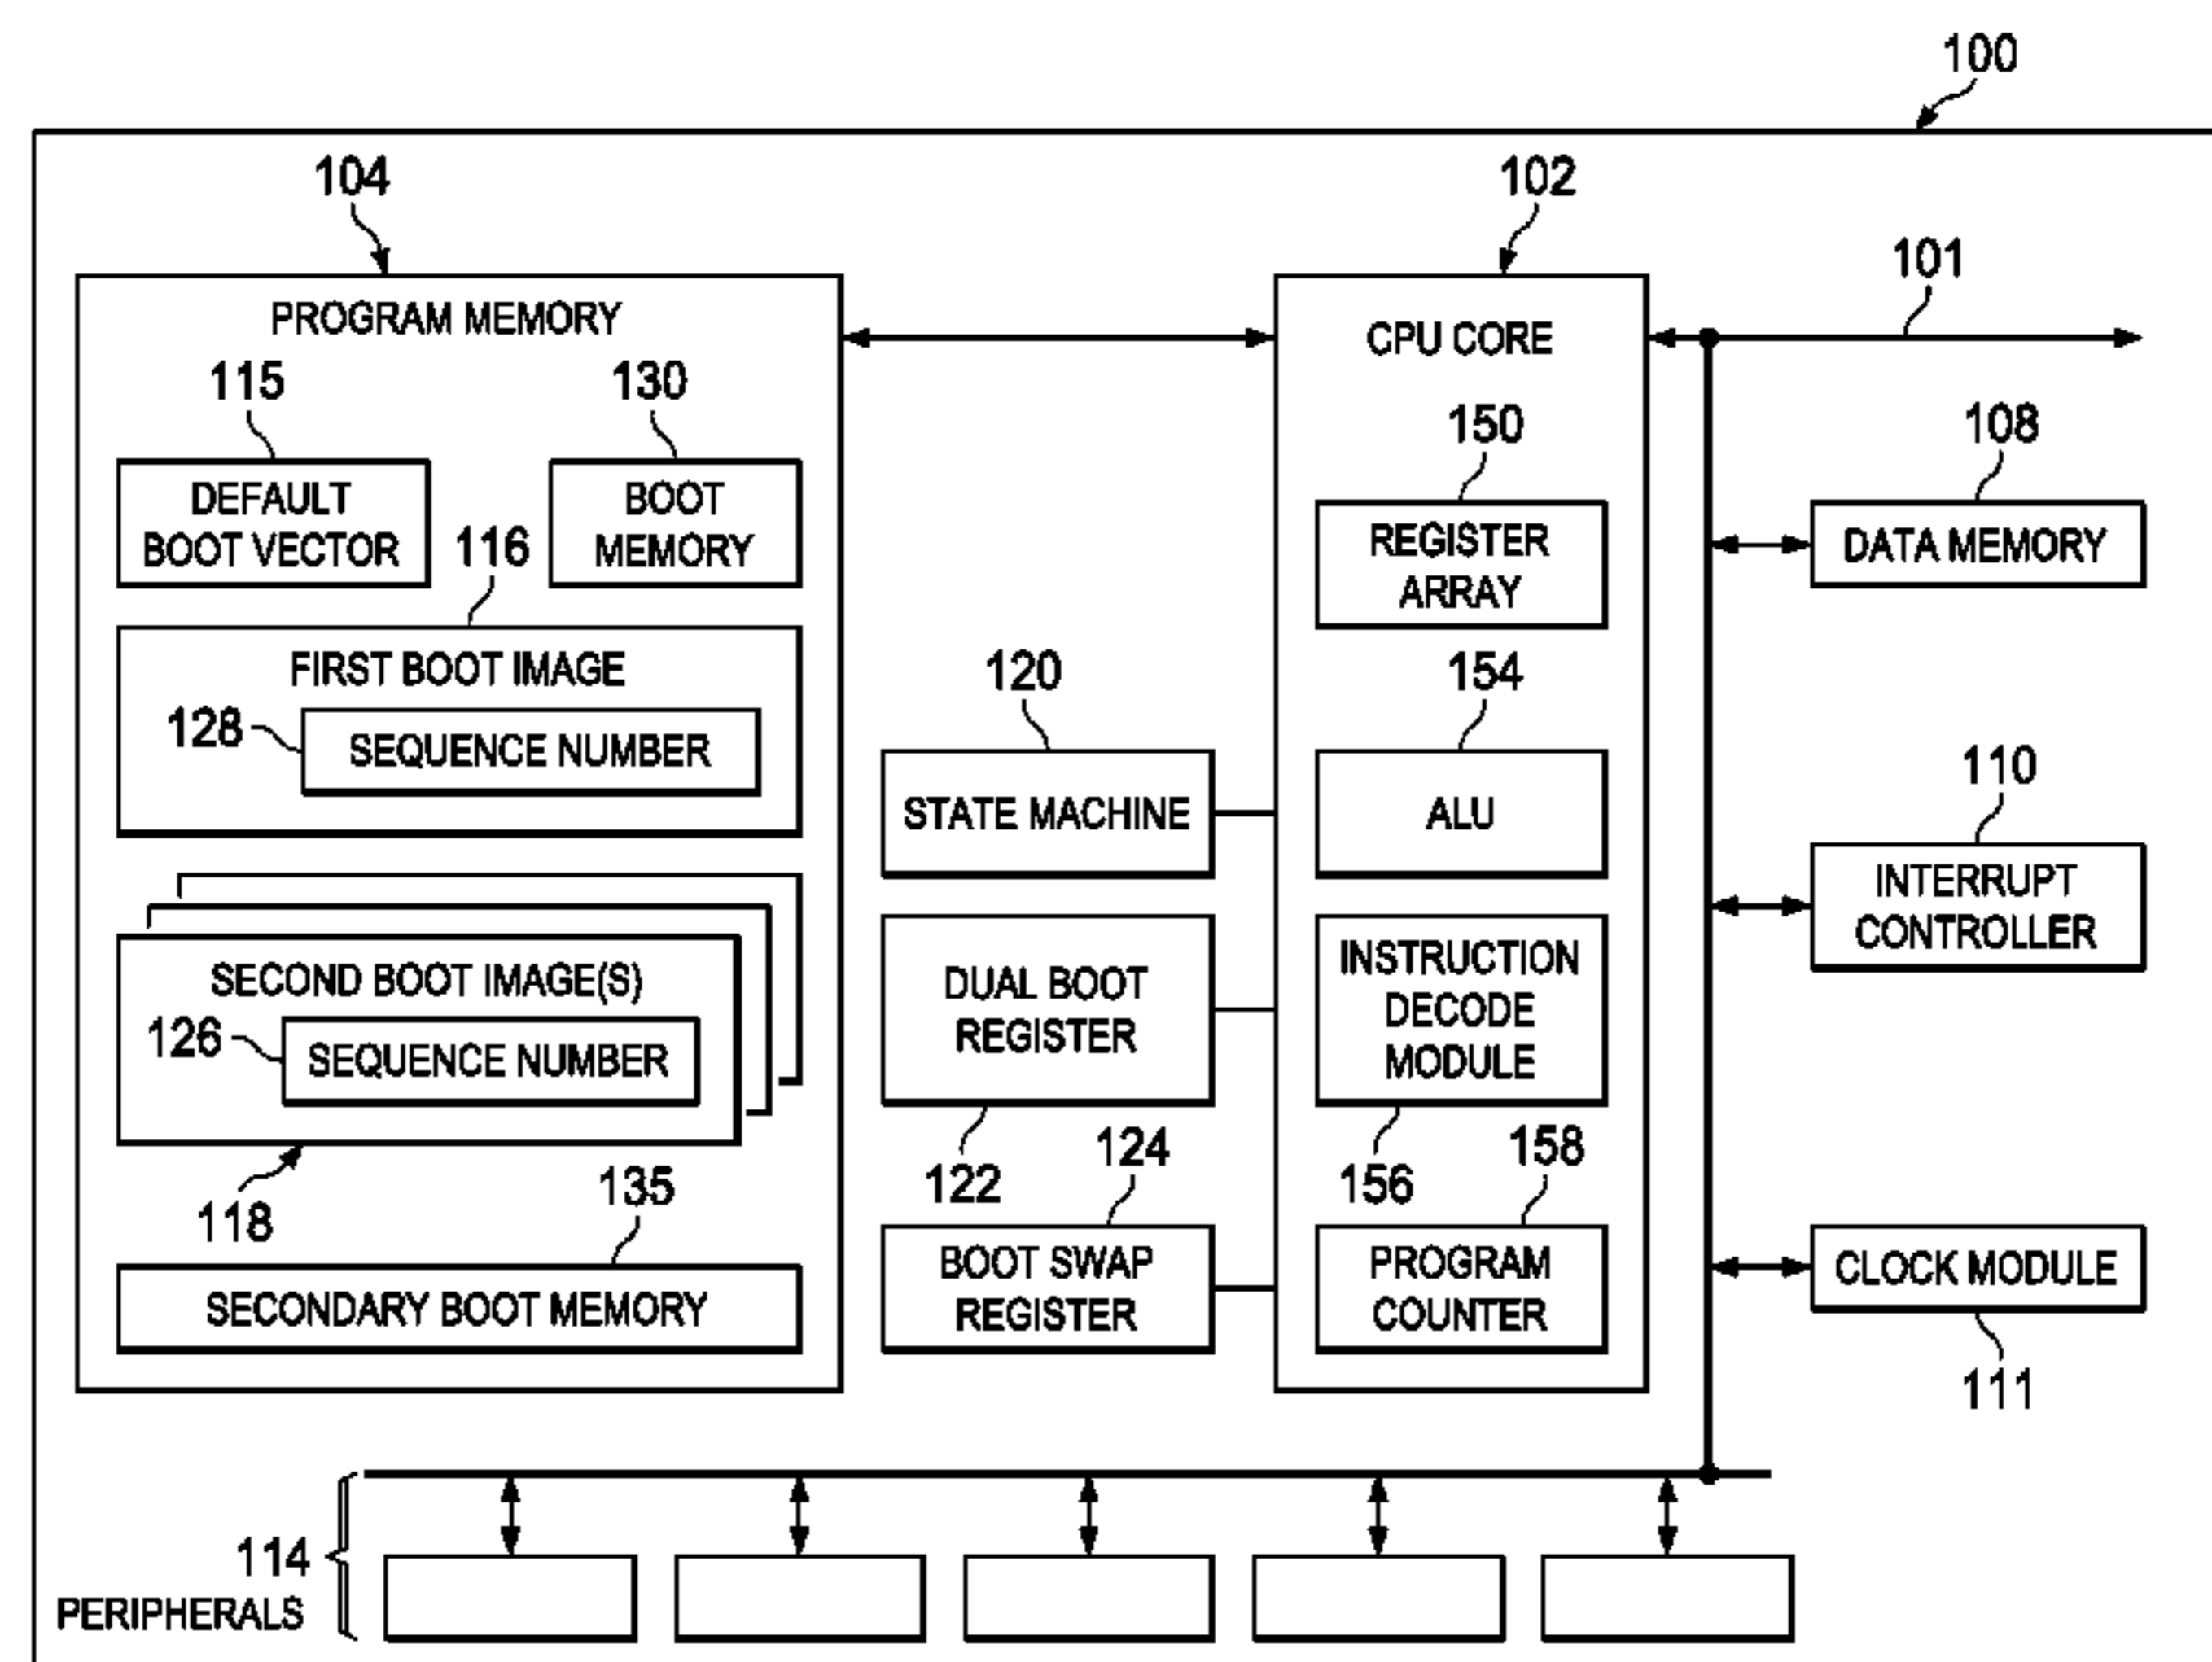 100
104
102
101
PROGRAM MEMORY
CPU CORE
115
130
150
108
DEFAULT
BOOT VECTOR
BOOT
MEMORY
REGISTER
ARRAY
DATA MEMORY
116
FIRST BOOT IMAGE
128
SEQUENCE NUMBER
120
154
STATE MACHINE
ALU
110
INTERRUPT
CONTROLLER
SECOND BOOT IMAGE(S)
126
SEQUENCE NUMBER
118
DUAL BOOT
REGISTER
122
INSTRUCTION
DECODE
MODULE
156
135
SECONDARY BOOT MEMORY
124
BOOT SWAP
REGISTER
158
PROGRAM
COUNTER
CLOCK MODULE
111
114
PERIPHERALS